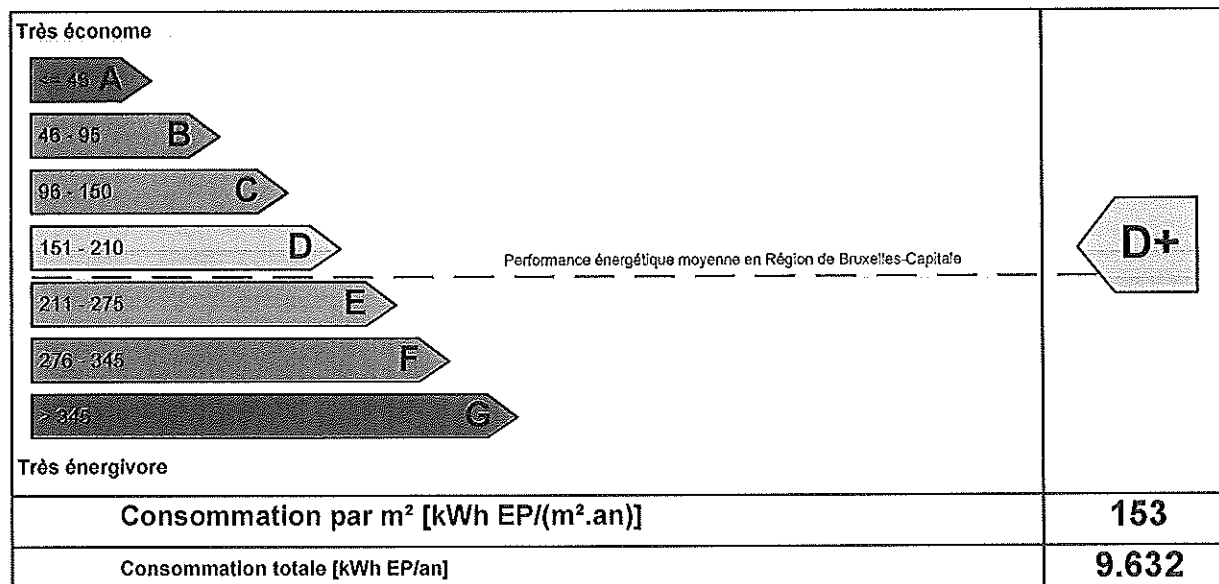 Très économe
<= 45 A
46 - 95 B
96 - 150 C
151 - 210 D
Performance énergétique moyenne en Région de Bruxelles-Capitale
D+
211 - 275 E
276 - 345 F
> 345 G
Très énergivore
Consommation par m² [kWh EP/(m².an)] 153
Consommation totale [kWh EP/an] 9.632